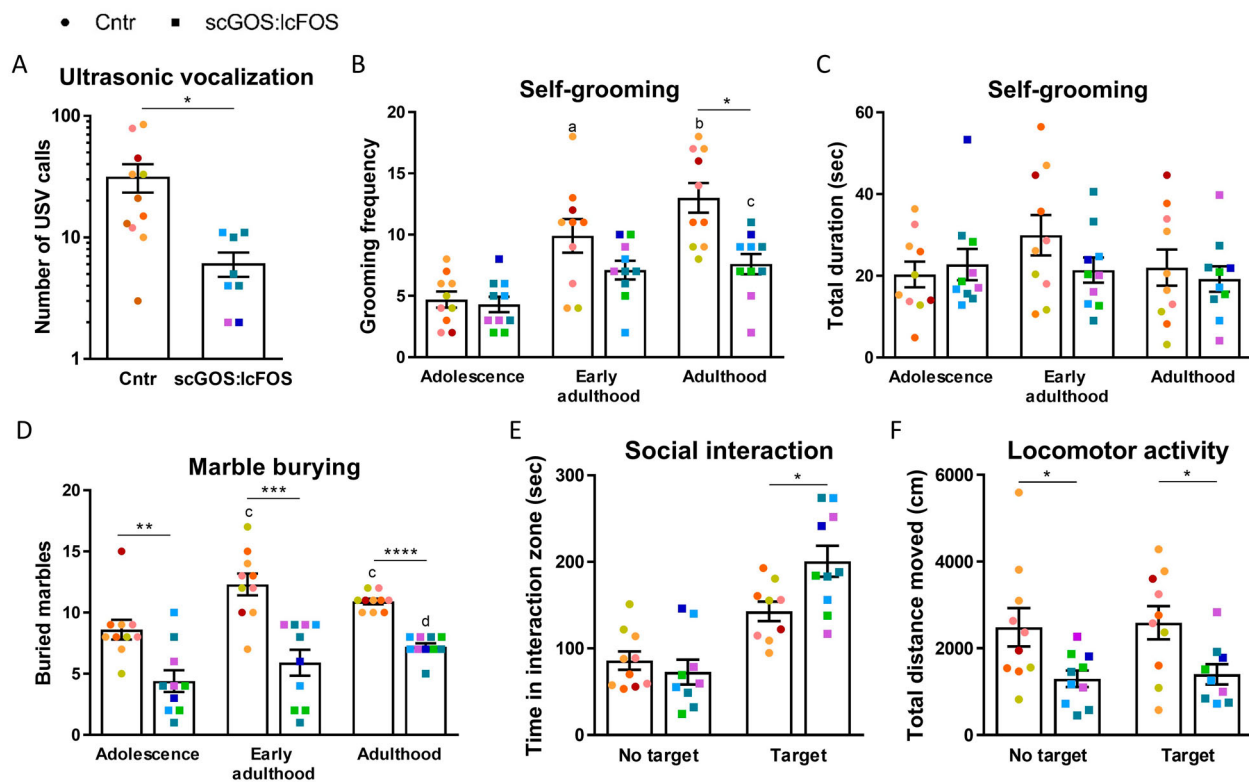 Cntr scGOS:lcFOS
A
Ultrasonic vocalization
*
Number of USV calls
100
10
1
Cntr scGOS:lcFOS
B
Self-grooming
Grooming frequency
20
15
10
5
0
a
b
*
c
Adolescence Early adulthood Adulthood
C
Self-grooming
Total duration (sec)
60
40
20
0
Adolescence Early adulthood Adulthood
D
Marble burying
Buried marbles
20
15
10
5
0
**
***
c
****
c
d
Adolescence Early adulthood Adulthood
E
Social interaction
Time in interaction zone (sec)
300
200
100
0
*
No target Target
F
Locomotor activity
Total distance moved (cm)
6000
4000
2000
0
*
*
No target Target